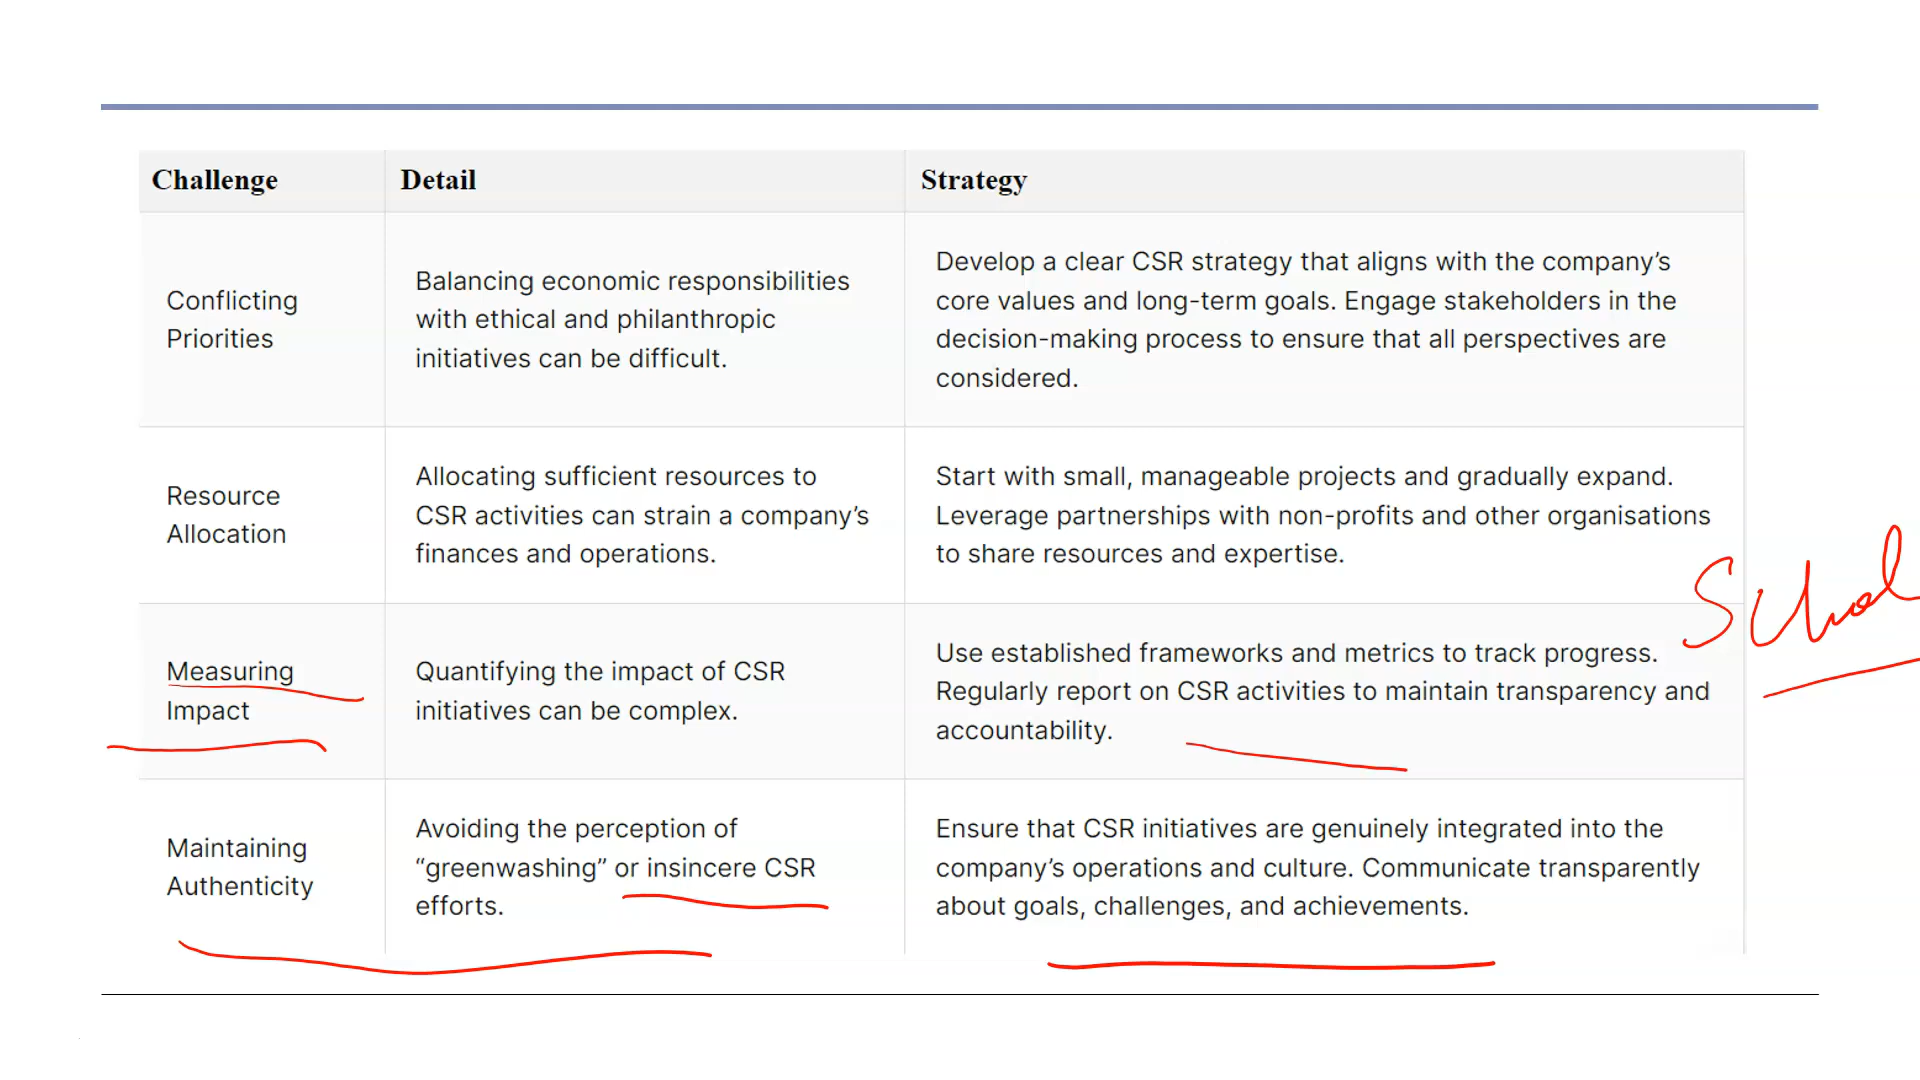 Challenge
Detail
Strategy
Conflicting
Priorities
Balancing economic responsibilities
with ethical and philanthropic
initiatives can be difficult.
Develop a clear CSR strategy that aligns with the company’s
core values and long-term goals. Engage stakeholders in the
decision-making process to ensure that all perspectives are
considered.
Resource
Allocation
Allocating sufficient resources to
CSR activities can strain a company’s
finances and operations.
Start with small, manageable projects and gradually expand.
Leverage partnerships with non-profits and other organisations
to share resources and expertise.
School
Measuring
Impact
Quantifying the impact of CSR
initiatives can be complex.
Use established frameworks and metrics to track progress.
Regularly report on CSR activities to maintain transparency and
accountability.
Maintaining
Authenticity
Avoiding the perception of
“greenwashing” or insincere CSR
efforts.
Ensure that CSR initiatives are genuinely integrated into the
company’s operations and culture. Communicate transparently
about goals, challenges, and achievements.